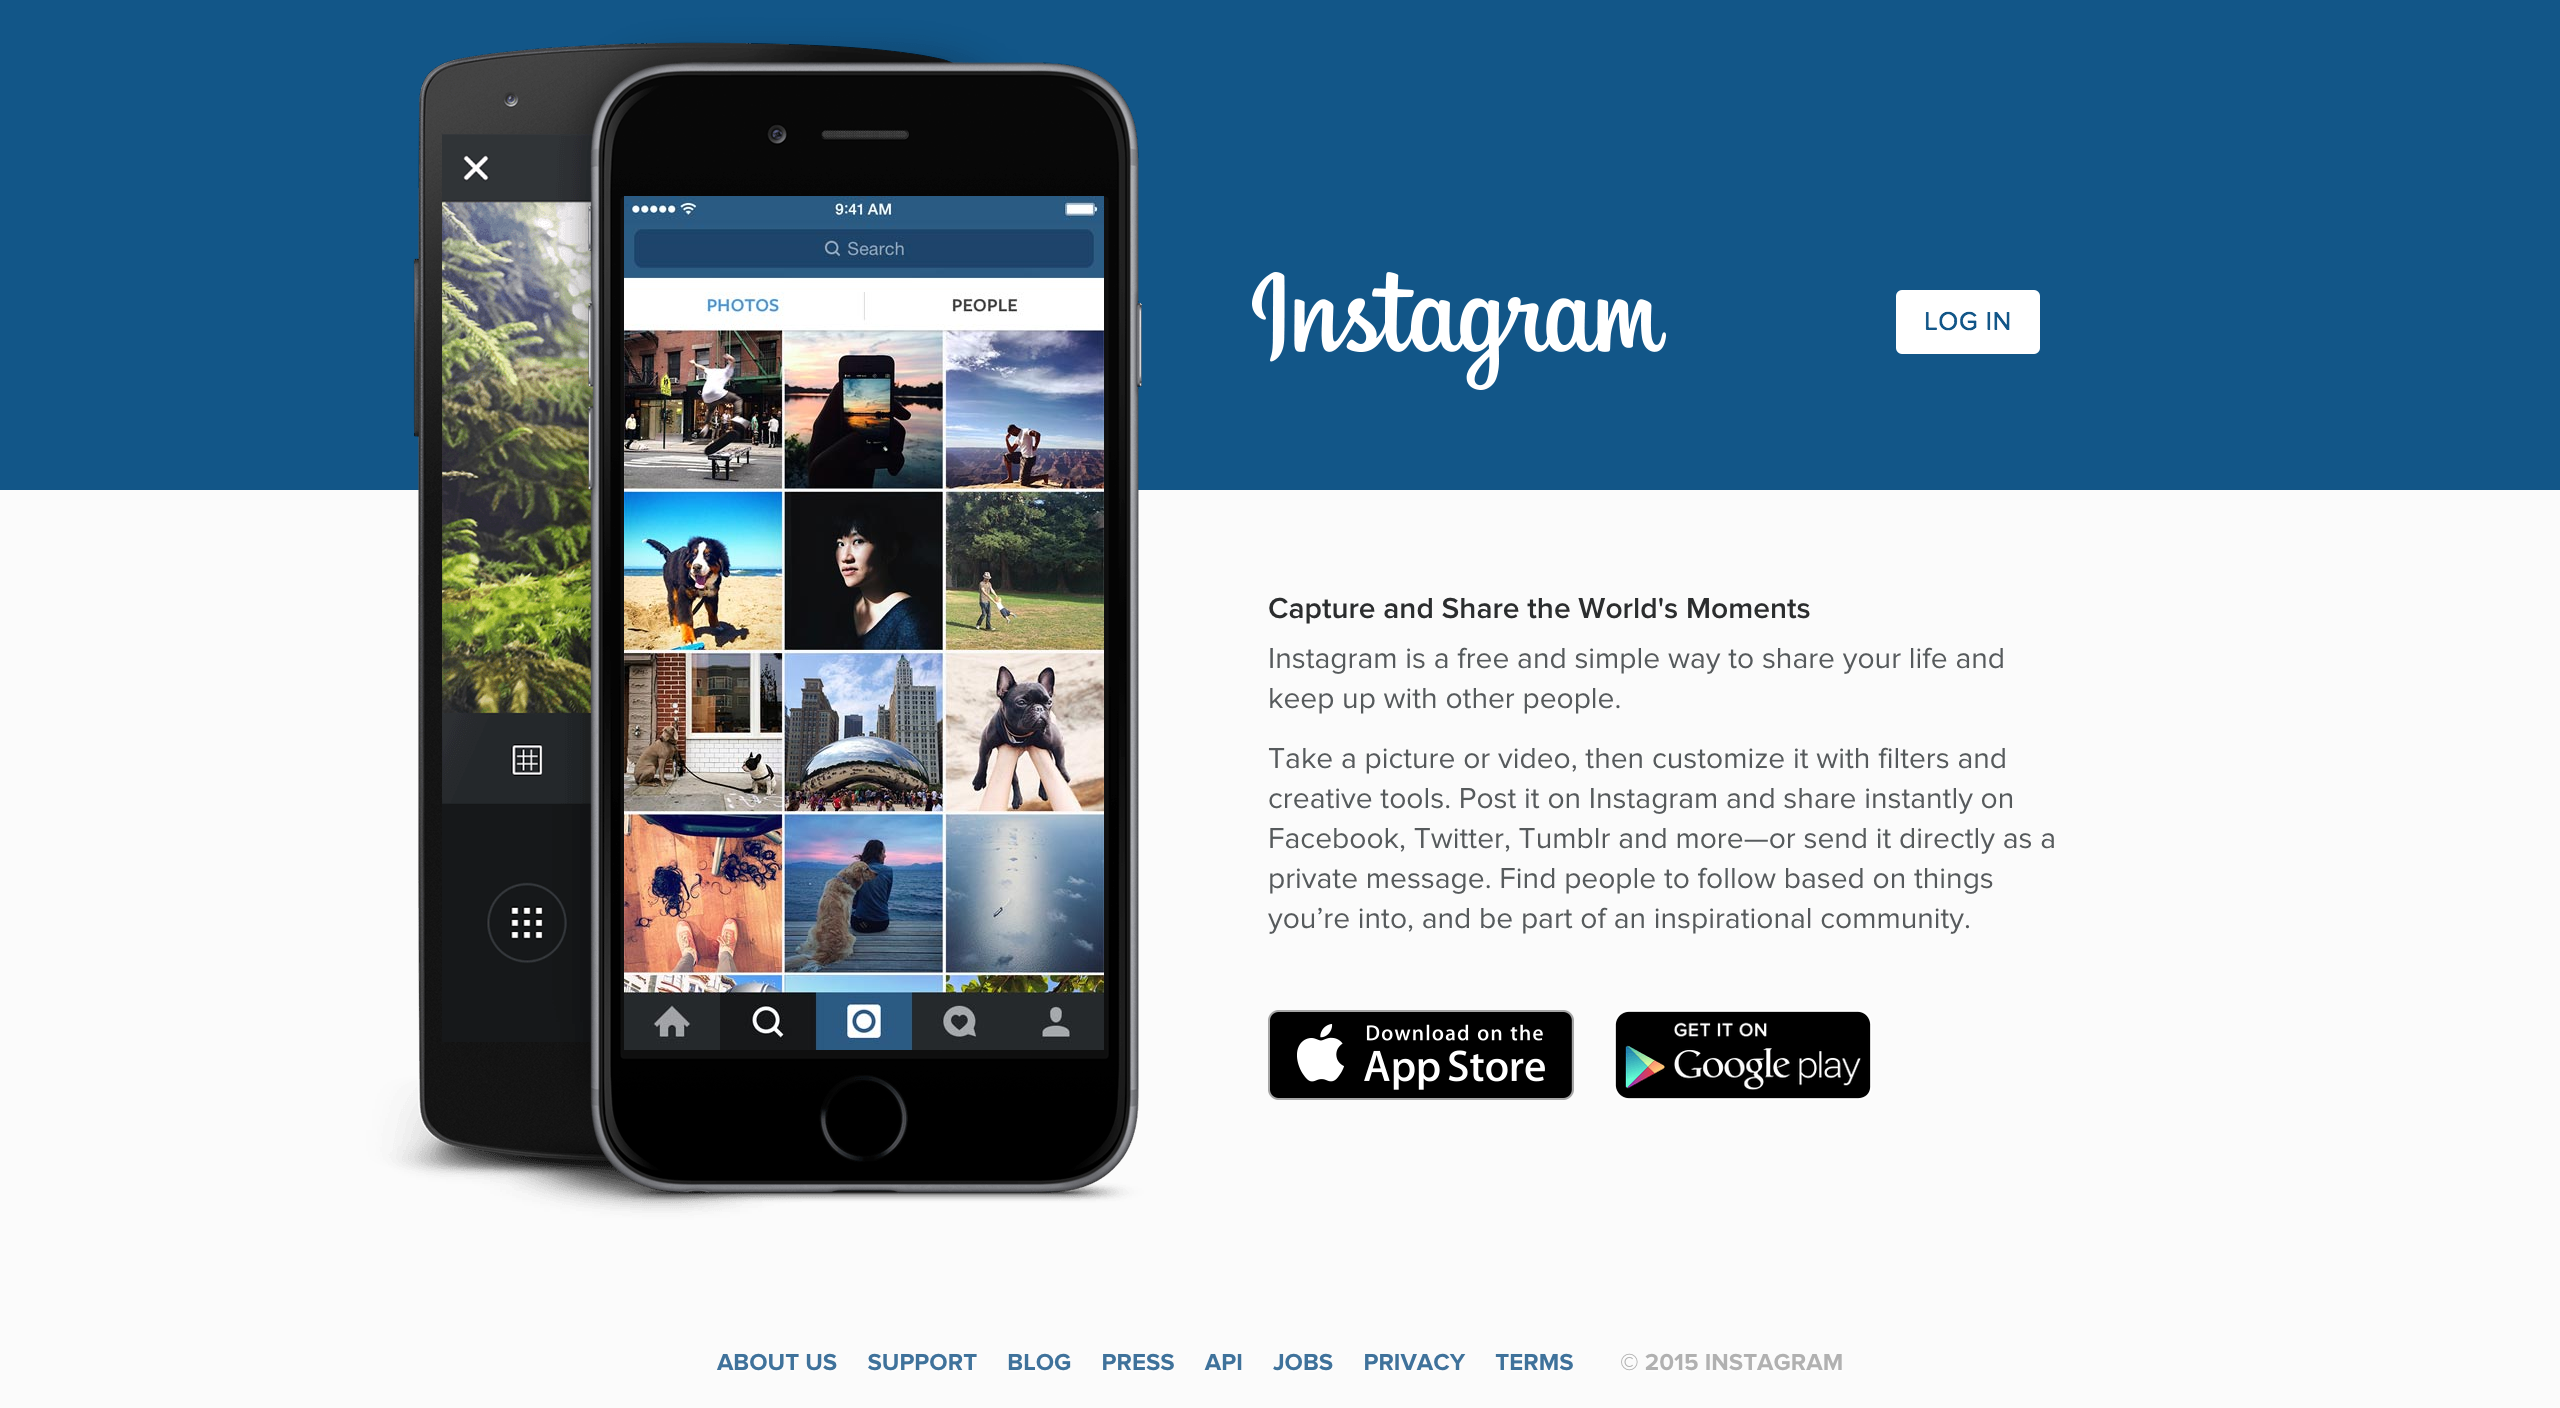 9:41 AM
Search
PHOTOS
PEOPLE
Instagram
LOG IN
Capture and Share the World's Moments
Instagram is a free and simple way to share your life and
keep up with other people.
Take a picture or video, then customize it with filters and
creative tools. Post it on Instagram and share instantly on
Facebook, Twitter, Tumblr and more—or send it directly as a
private message. Find people to follow based on things
you’re into, and be part of an inspirational community.
Download on the
App Store
GET IT ON
Google play
ABOUT US SUPPORT BLOG PRESS API JOBS PRIVACY TERMS © 2015 INSTAGRAM